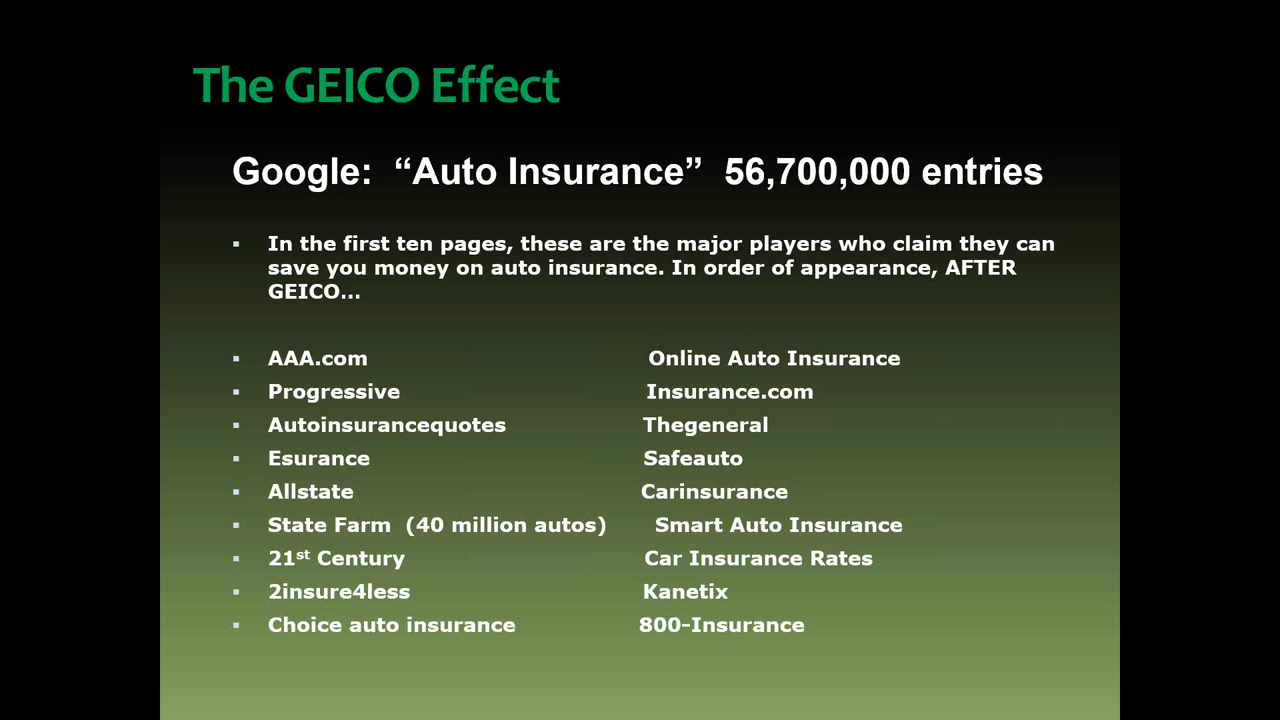 The GEICO Effect
Google:  “Auto Insurance”  56,700,000 entries
▪ In the first ten pages, these are the major players who claim they can
save you money on auto insurance. In order of appearance, AFTER
GEICO…
▪ AAA.com Online Auto Insurance
▪ Progressive Insurance.com
▪ Autoinsurancequotes Thegeneral
▪ Esurance Safeauto
▪ Allstate Carinsurance
▪ State Farm  (40 million autos) Smart Auto Insurance
▪ 21st Century Car Insurance Rates
▪ 2insure4less Kanetix
▪ Choice auto insurance 800-Insurance